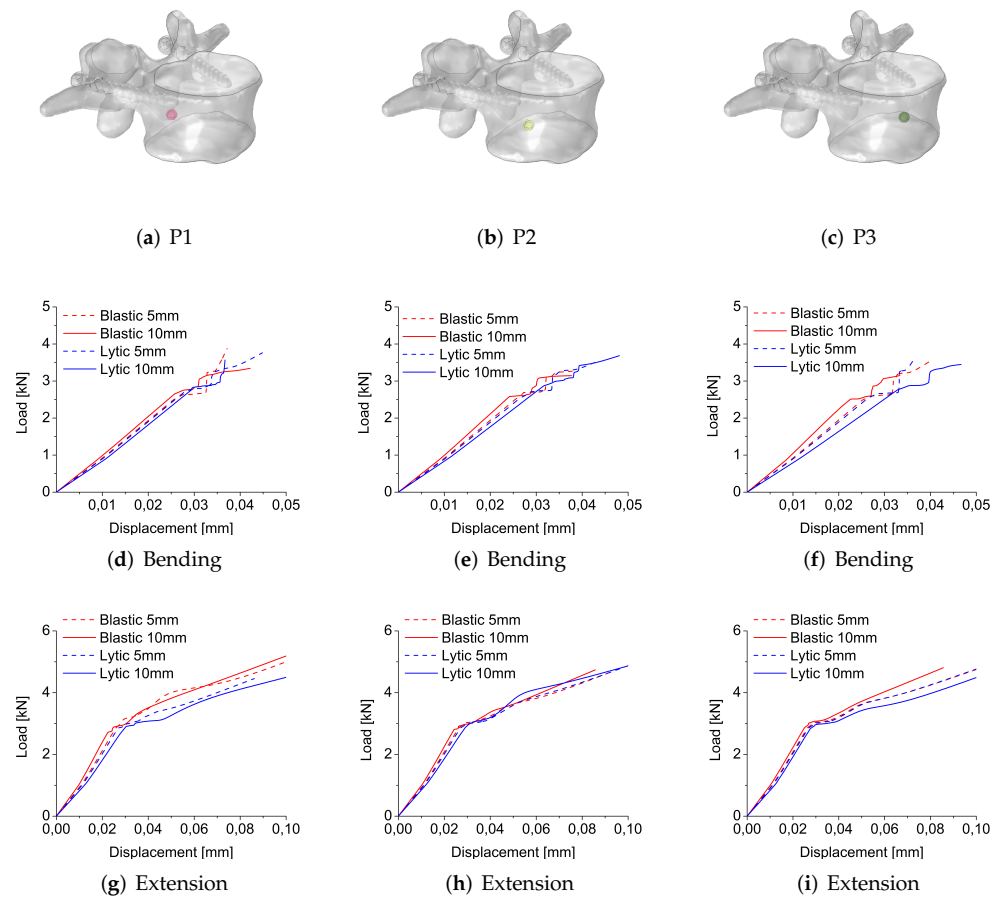 (a) P1
(b) P2
(c) P3
5
4
3
2
1
0
Load [kN]
Blastic 5mm
Blastic 10mm
Lytic 5mm
Lytic 10mm
0,01 0,02 0,03 0,04 0,05
Displacement [mm]
(d) Bending
5
4
3
2
1
0
Load [kN]
Blastic 5mm
Blastic 10mm
Lytic 5mm
Lytic 10mm
0,01 0,02 0,03 0,04 0,05
Displacement [mm]
(e) Bending
5
4
3
2
1
0
Load [kN]
Blastic 5mm
Blastic 10mm
Lytic 5mm
Lytic 10mm
0,01 0,02 0,03 0,04 0,05
Displacement [mm]
(f) Bending
6
4
2
0
Load [kN]
Blastic 5mm
Blastic 10mm
Lytic 5mm
Lytic 10mm
0,00 0,02 0,04 0,06 0,08 0,10
Displacement [mm]
(g) Extension
6
4
2
0
Load [kN]
Blastic 5mm
Blastic 10mm
Lytic 5mm
Lytic 10mm
0,00 0,02 0,04 0,06 0,08 0,10
Displacement [mm]
(h) Extension
6
4
2
0
Load [kN]
Blastic 5mm
Blastic 10mm
Lytic 5mm
Lytic 10mm
0,00 0,02 0,04 0,06 0,08 0,10
Displacement [mm]
(i) Extension